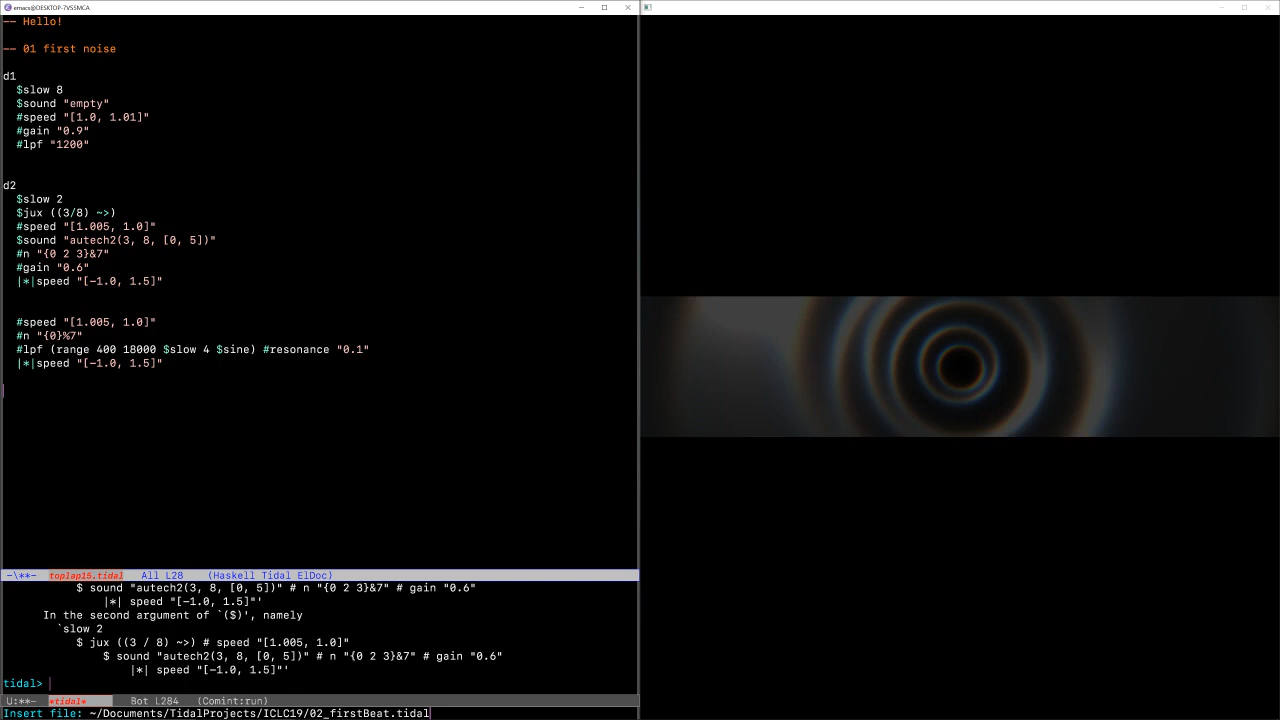 emacs@DESKTOP-7VS5MCA
-- Hello!
-- 01 first noise
d1
$slow 8
$sound "empty"
#speed "[1.0, 1.01]"
#gain "0.9"
#lpf "1200"
d2
$slow 2
$jux ((3/8) ~>)
#speed "[1.005, 1.0]"
$sound "autech2(3, 8, [0, 5])"
#n "{0 2 3}&7"
#gain "0.6"
|*|speed "[-1.0, 1.5]"
#speed "[1.005, 1.0]"
#n "{0}%7"
#lpf (range 400 18000 $slow 4 $sine) #resonance "0.1"
|*|speed "[-1.0, 1.5]"
-\**- toplap15.tidal All L28 (Haskell Tidal ElDoc)
$ sound "autech2(3, 8, [0, 5])" # n "{0 2 3}&7" # gain "0.6"
|*| speed "[-1.0, 1.5]"'
In the second argument of `($)', namely
`slow 2
$ jux ((3 / 8) ~>) # speed "[1.005, 1.0]"
$ sound "autech2(3, 8, [0, 5])" # n "{0 2 3}&7" # gain "0.6"
|*| speed "[-1.0, 1.5]"'
tidal>
U:**- *tidal* Bot L284 (Comint:run)
Insert file: ~/Documents/TidalProjects/ICLC19/02_firstBeat.tidal